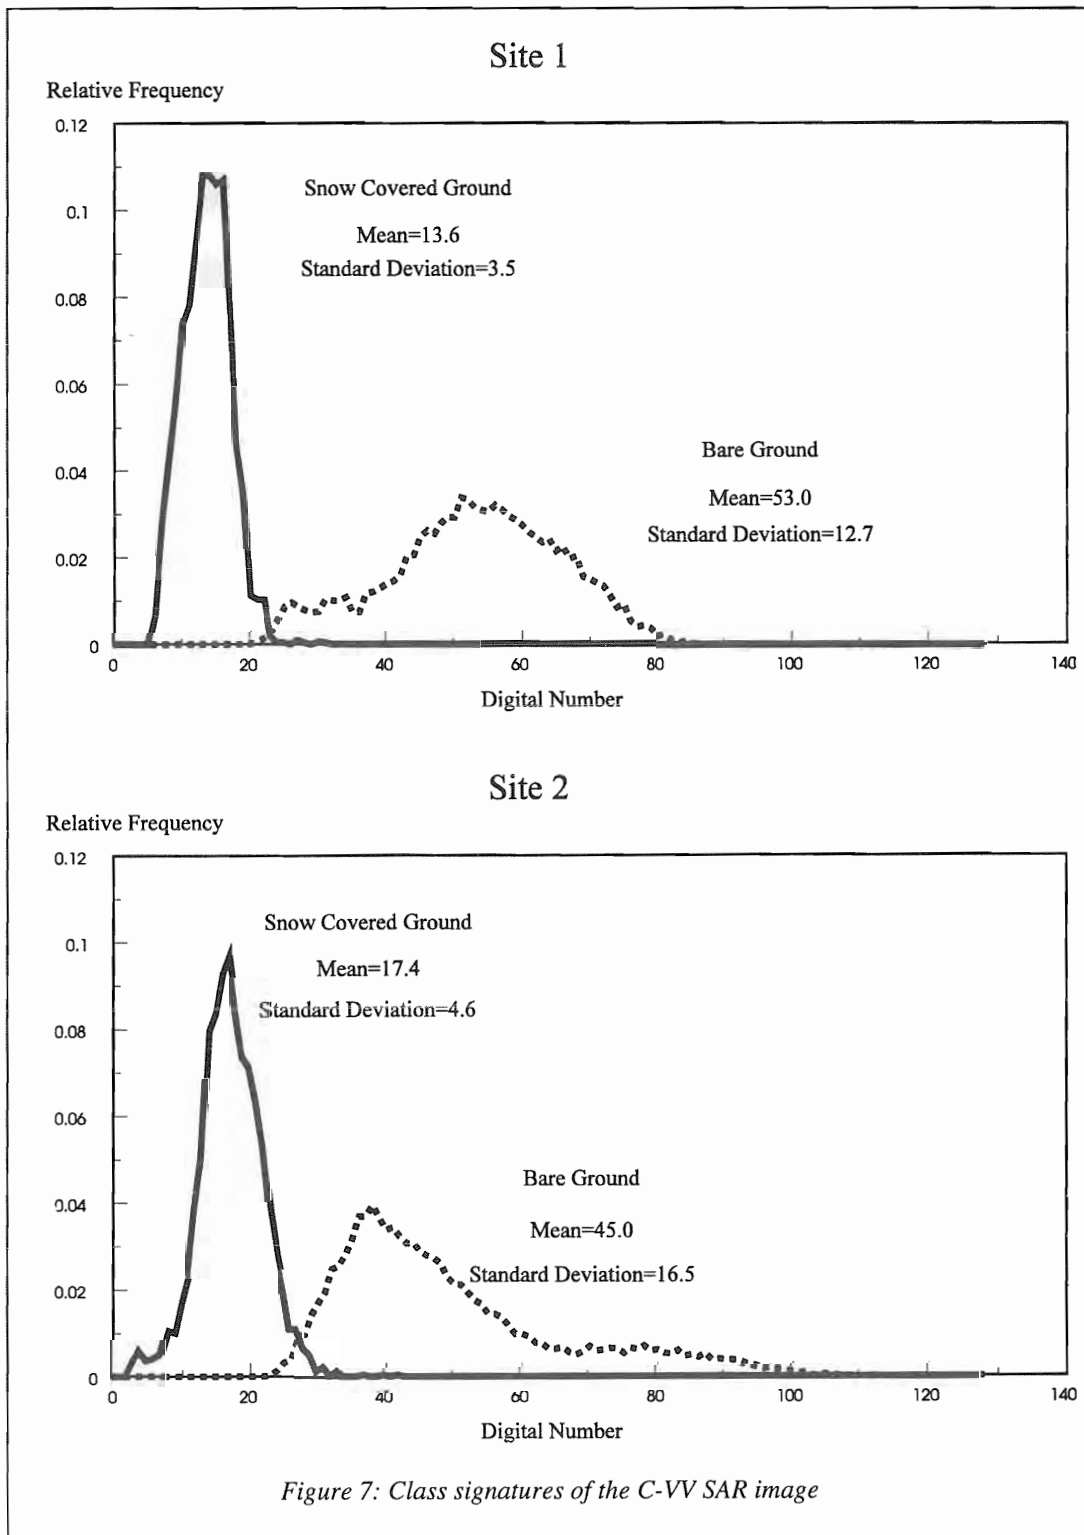 Site 1
Relative Frequency
0.12
0.1
0.08
0.06
0.04
0.02
0
Snow Covered Ground
Mean=13.6
Standard Deviation=3.5
Bare Ground
Mean=53.0
Standard Deviation=12.7
0 20 40 60 80 100 120 140
Digital Number
Site 2
Relative Frequency
0.12
0.1
0.08
0.06
0.04
0.02
0
Snow Covered Ground
Mean=17.4
Standard Deviation=4.6
Bare Ground
Mean=45.0
Standard Deviation=16.5
0 20 40 60 80 100 120 140
Digital Number
Figure 7: Class signatures of the C-VV SAR image